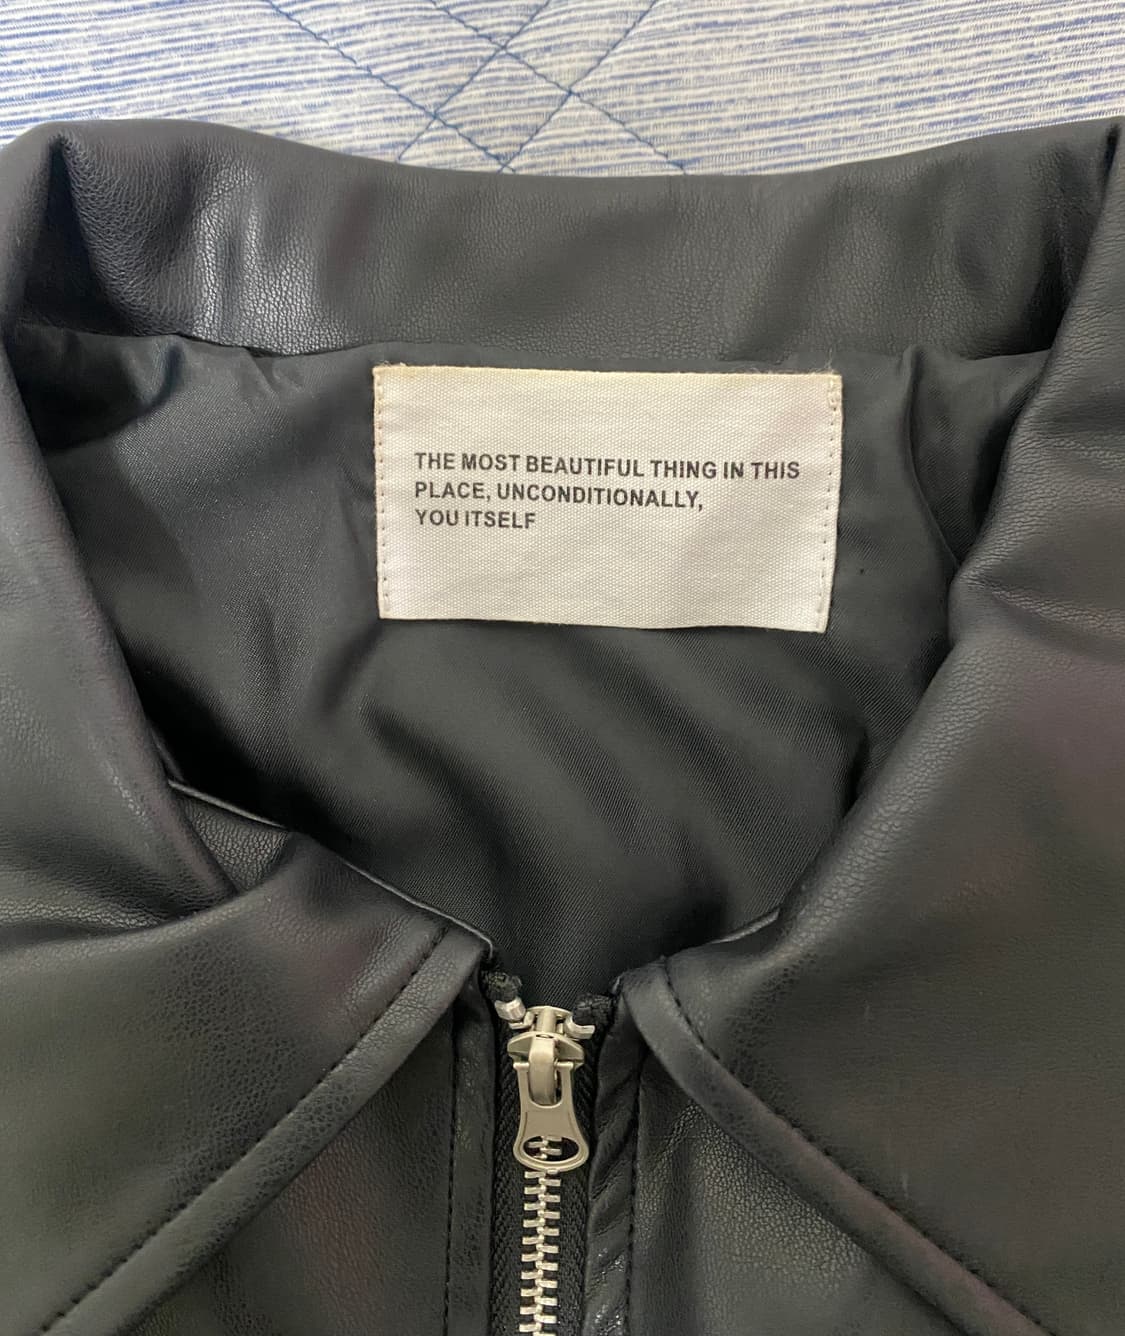 THE MOST BEAUTIFUL THING IN THIS
PLACE, UNCONDITIONALLY,
YOU ITSELF